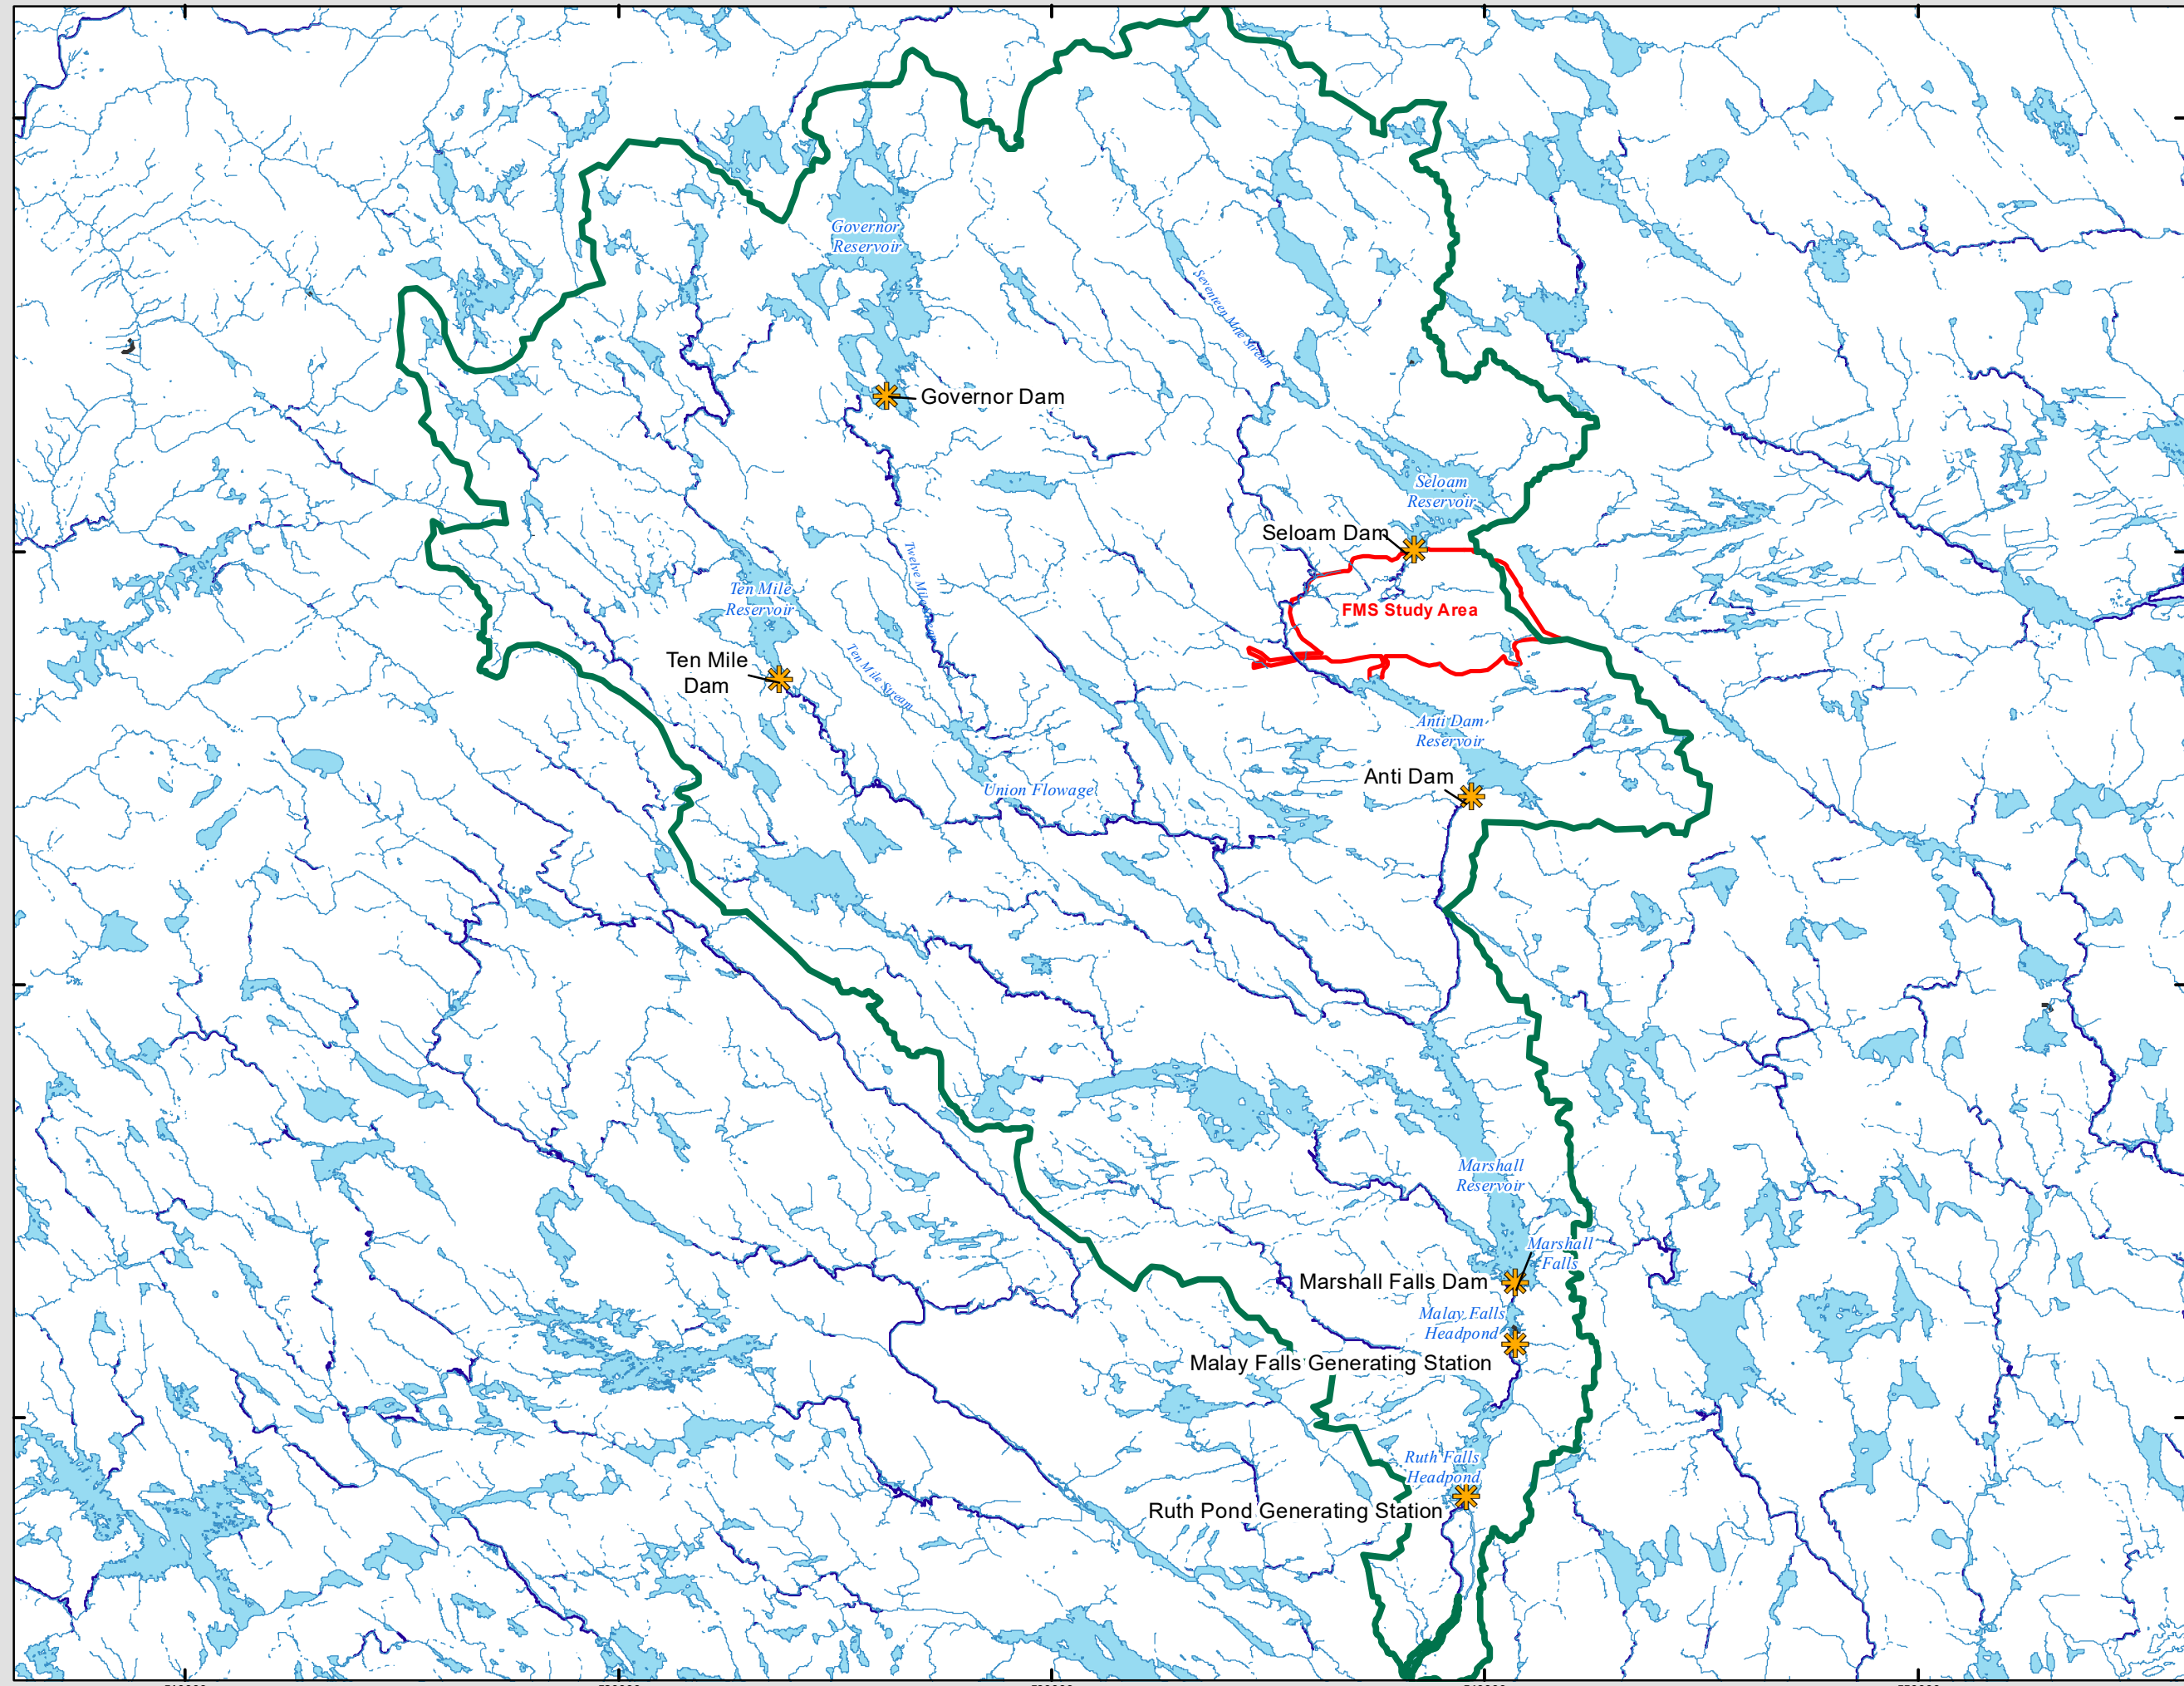 Governor
Reservoir
Seventeen Mile Stream
Governor Dam
Seloam
Reservoir
Seloam Dam
Twelve Mile
Ten Mile
Reservoir
FMS Study Area
Ten Mile
Dam
Ten Mile Stream
Anti Dam
Reservoir
Anti Dam
Union Flowage
Marshall
Reservoir
Marshall
Falls
Marshall Falls Dam
Malay Falls
Headpond
Malay Falls Generating Station
Ruth Falls
Headpond
Ruth Pond Generating Station